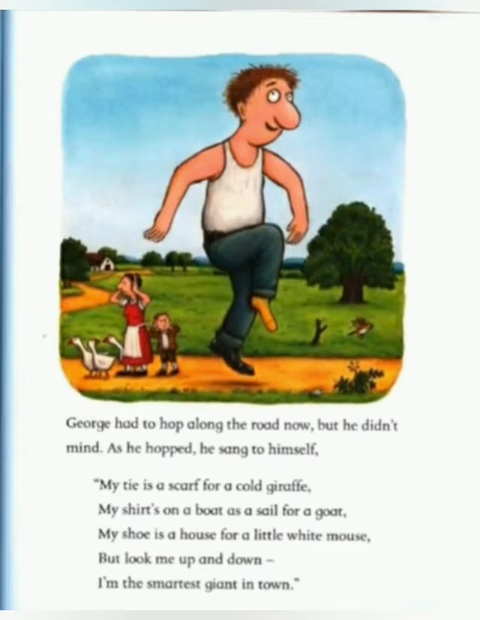 George had to hop along the road now, but he didn't
mind. As he hopped, he sang to himself,
"My tie is a scarf for a cold giraffe,
My shirt's on a boat as a sail for a goat,
My shoe is a house for a little white mouse,
But look me up and down –
I'm the smartest giant in town."